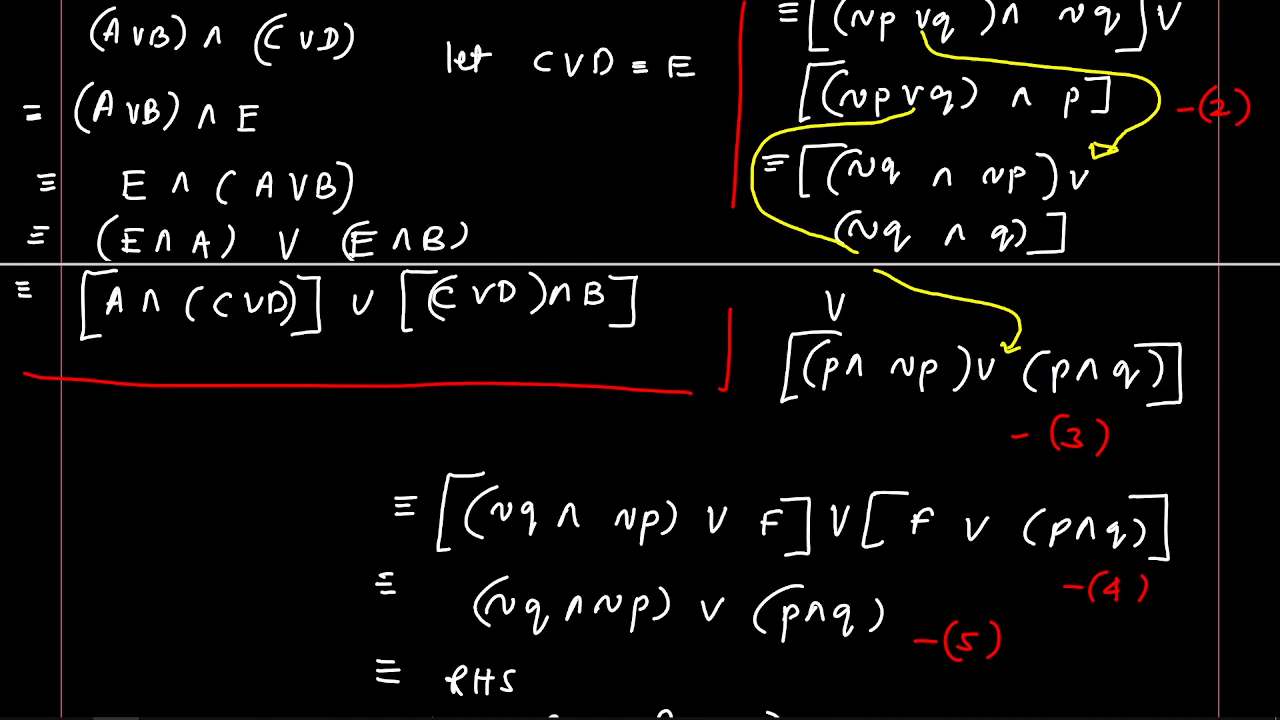 (A ∨ B) ∧ (C ∨ D)
let C ∨ D ≡ E
≡ (A ∨ B) ∧ E
≡ E ∧ (A ∨ B)
≡ (E ∧ A) ∨ (E ∧ B)
≡ [A ∧ (C ∨ D)] ∨ [(C ∨ D) ∧ B]
≡ [(~p ∨ q) ∧ ~q] ∨
[(~p ∨ q) ∧ p] -(2)
≡ [(~q ∧ ~p) ∨
(~q ∧ q)]
∨
[(p ∧ ~p) ∨ (p ∧ q)]
-(3)
≡ [(~q ∧ ~p) ∨ F] ∨ [F ∨ (p ∧ q)]
-(4)
≡ (~q ∧ ~p) ∨ (p ∧ q) -(5)
≡ RHS